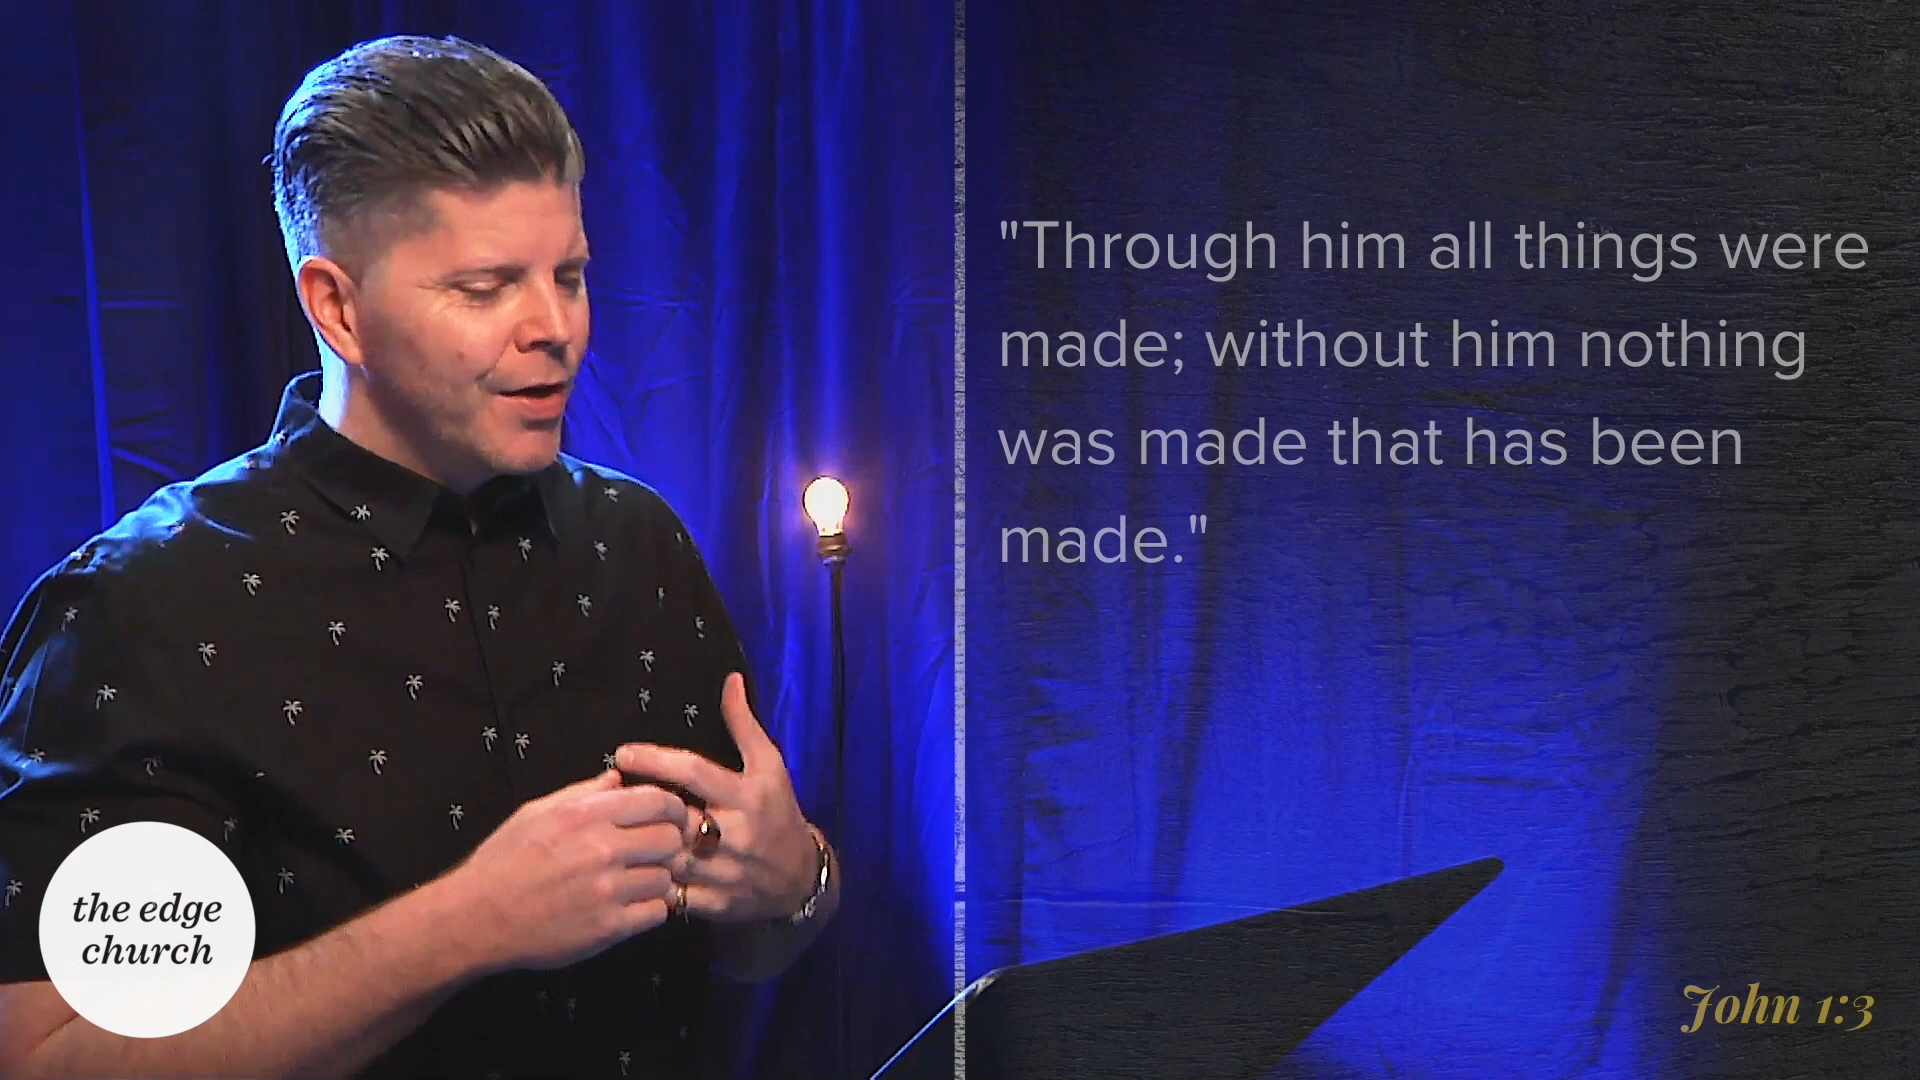 "Through him all things were
made; without him nothing
was made that has been
made."
the edge
church
John 1:3